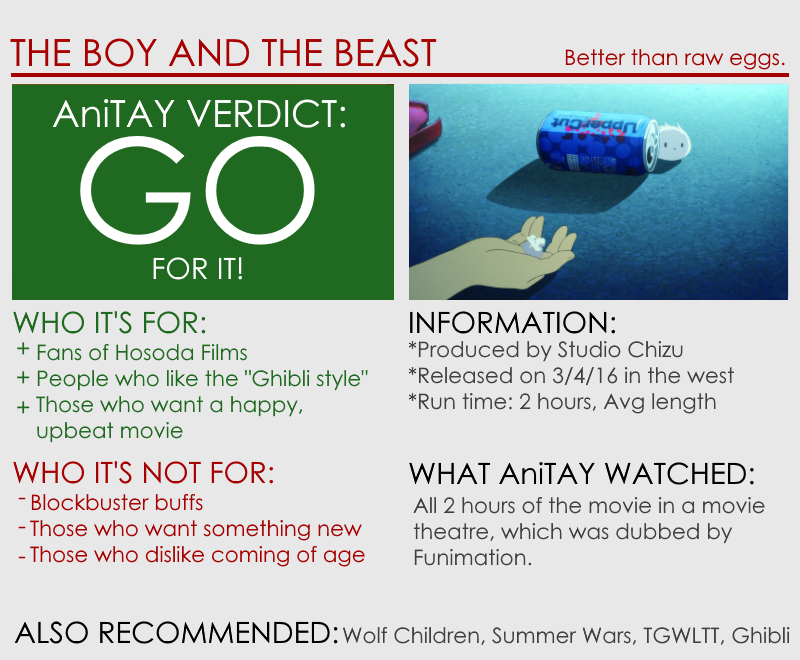 THE BOY AND THE BEAST
Better than raw eggs.
AniTAY VERDICT:
GO
FOR IT!
UpperCut
WHO IT'S FOR:
+ Fans of Hosoda Films
+ People who like the "Ghibli style"
+ Those who want a happy,
upbeat movie
INFORMATION:
*Produced by Studio Chizu
*Released on 3/4/16 in the west
*Run time: 2 hours, Avg length
WHO IT'S NOT FOR:
- Blockbuster buffs
- Those who want something new
- Those who dislike coming of age
WHAT AniTAY WATCHED:
All 2 hours of the movie in a movie
theatre, which was dubbed by
Funimation.
ALSO RECOMMENDED: Wolf Children, Summer Wars, TGWLTT, Ghibli